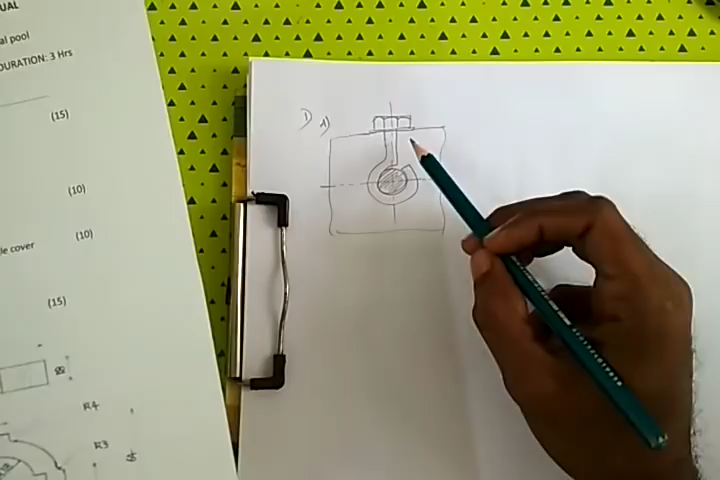 UAL
al pool
DURATION: 3 Hrs
(15)
(10)
le cover
(10)
(15)
R4
R3
1) A)